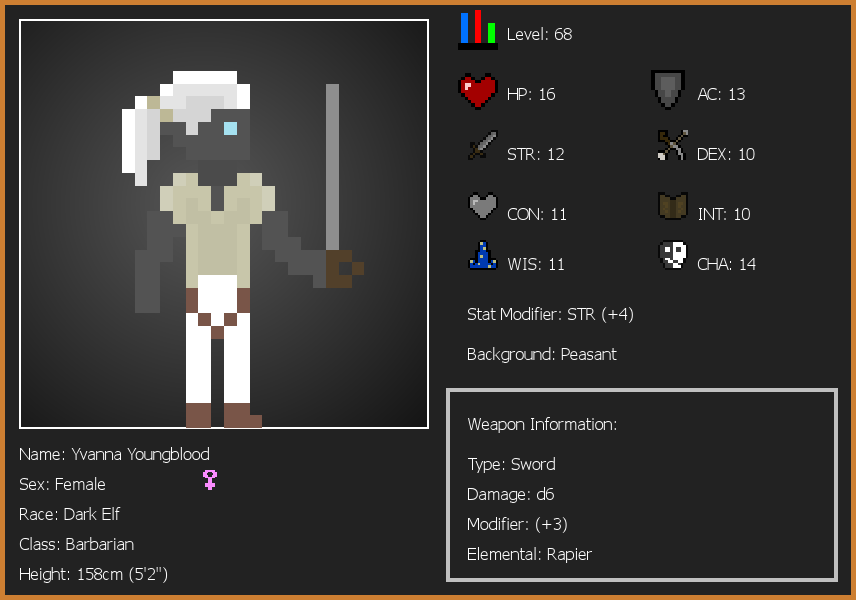 Level: 68
HP: 16
AC: 13
STR: 12
DEX: 10
CON: 11
INT: 10
WIS: 11
CHA: 14
Stat Modifier: STR (+4)
Background: Peasant
Weapon Information:
Type: Sword
Damage: d6
Modifier: (+3)
Elemental: Rapier
Name: Yvanna Youngblood
Sex: Female
Race: Dark Elf
Class: Barbarian
Height: 158cm (5'2")